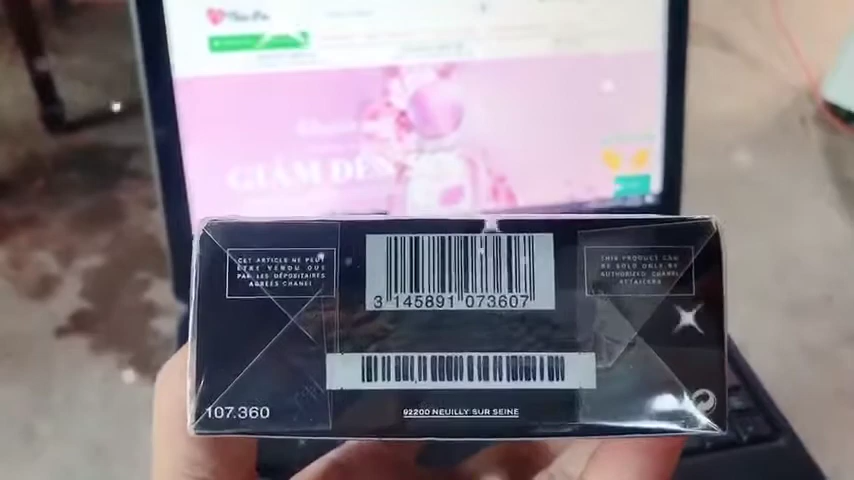 GIẢM ĐẾN
CET ARTICLE NE PEUT
ÊTRE VENDU QUE
PAR LES DÉPOSITAIRES
AGRÉÉS CHANEL
3 145891 073607
THIS PRODUCT CAN
BE SOLD ONLY BY
AUTHORIZED CHANEL
RETAILERS
107.360
92200 NEUILLY SUR SEINE